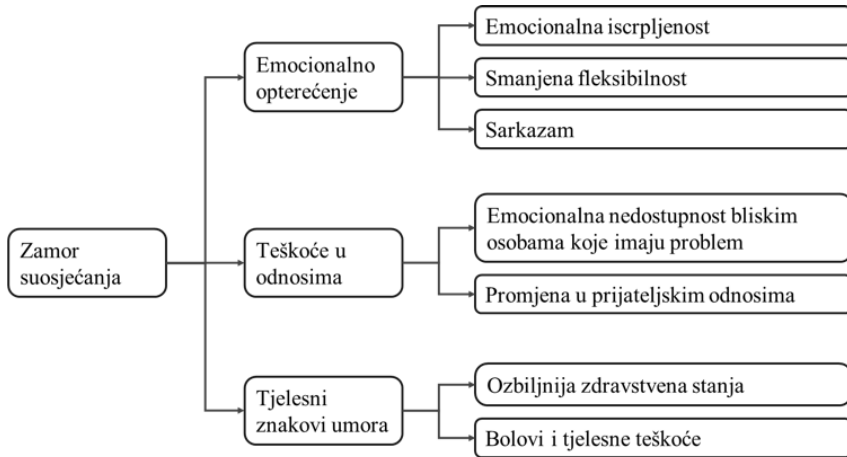 Zamor
suosjećanja
Emocionalno
opterećenje
Emocionalna iscrpljenost
Smanjena fleksibilnost
Sarkazam
Teškoće u
odnosima
Emocionalna nedostupnost bliskim
osobama koje imaju problem
Promjena u prijateljskim odnosima
Tjelesni
znakovi umora
Ozbiljnija zdravstvena stanja
Bolovi i tjelesne teškoće